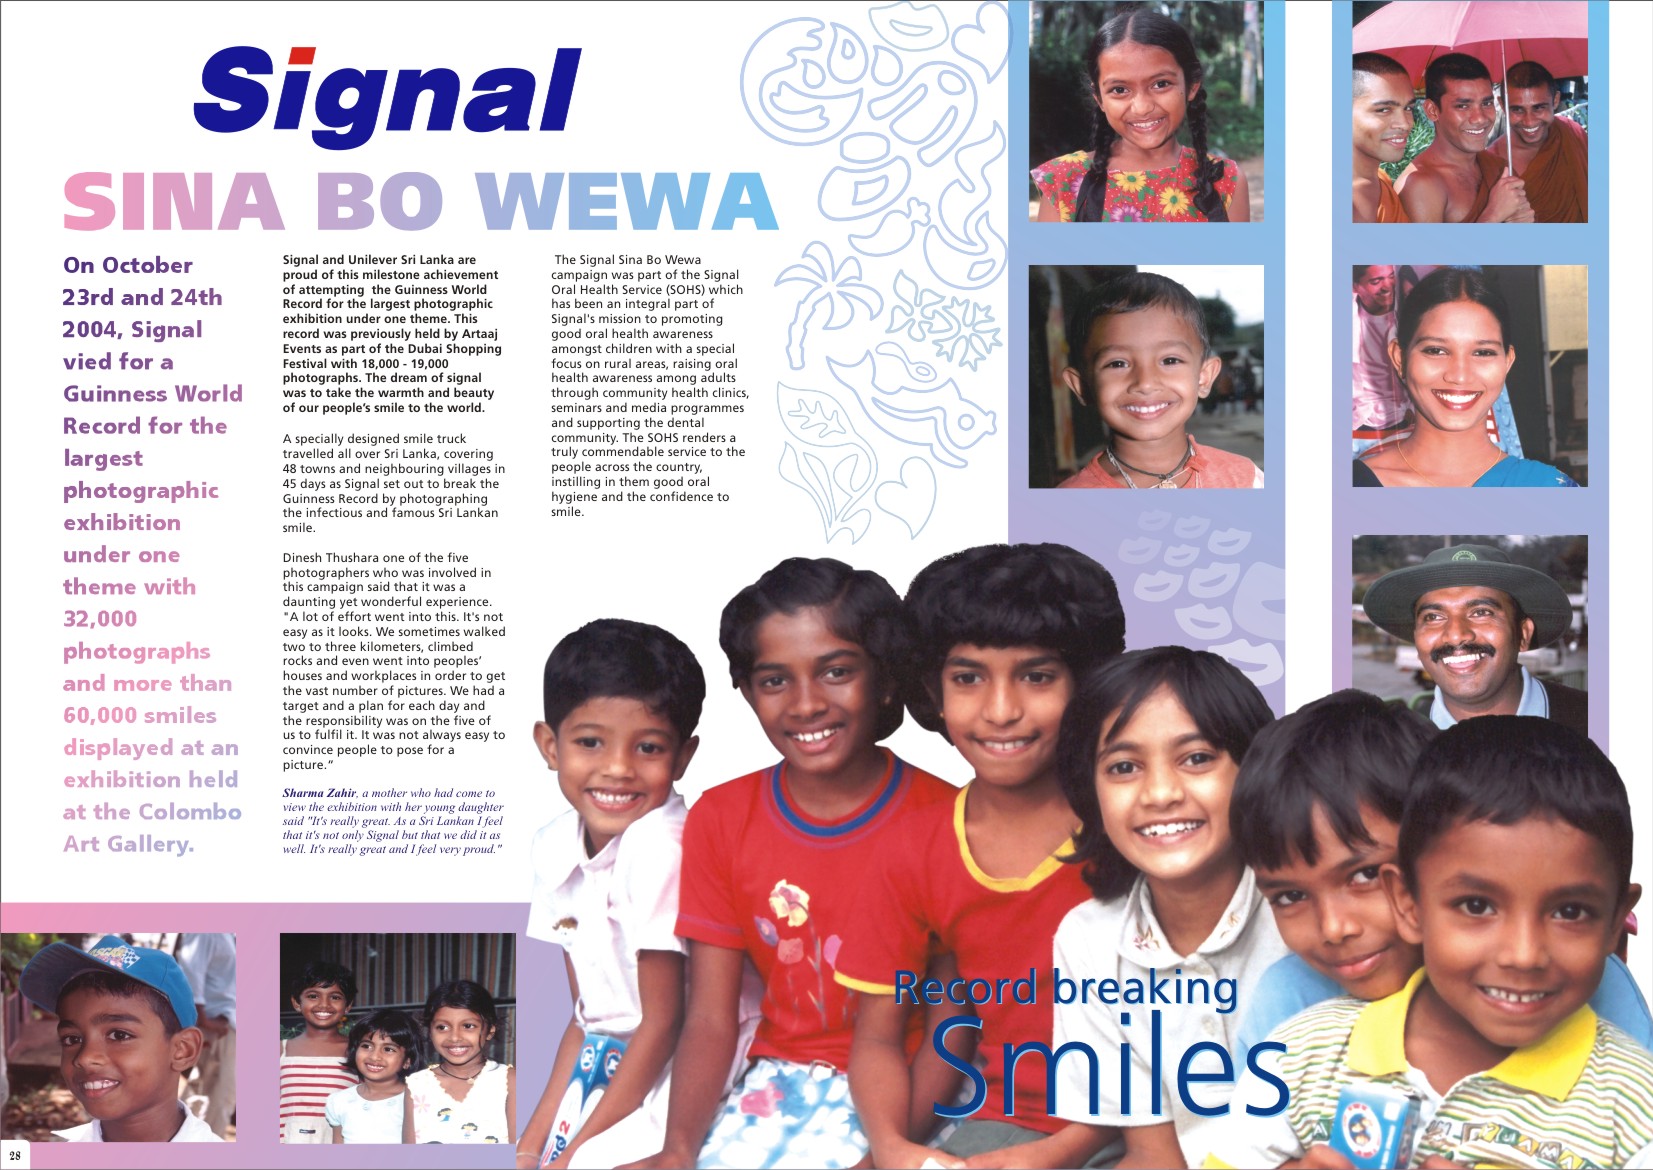 Signal
SINA BO WEWA
On October
23rd and 24th
2004, Signal
vied for a
Guinness World
Record for the
largest
photographic
exhibition
under one
theme with
32,000
photographs
and more than
60,000 smiles
displayed at an
exhibition held
at the Colombo
Art Gallery.
Signal and Unilever Sri Lanka are
proud of this milestone achievement
of attempting  the Guinness World
Record for the largest photographic
exhibition under one theme. This
record was previously held by Artaaj
Events as part of the Dubai Shopping
Festival with 18,000 - 19,000
photographs. The dream of signal
was to take the warmth and beauty
of our people’s smile to the world.
A specially designed smile truck
travelled all over Sri Lanka, covering
48 towns and neighbouring villages in
45 days as Signal set out to break the
Guinness Record by photographing
the infectious and famous Sri Lankan
smile.
Dinesh Thushara one of the five
photographers who was involved in
this campaign said that it was a
daunting yet wonderful experience.
"A lot of effort went into this. It's not
easy as it looks. We sometimes walked
two to three kilometers, climbed
rocks and even went into peoples’
houses and workplaces in order to get
the vast number of pictures. We had a
target and a plan for each day and
the responsibility was on the five of
us to fulfil it. It was not always easy to
convince people to pose for a
picture.”
Sharma Zahir, a mother who had come to
view the exhibition with her young daughter
said "It's really great. As a Sri Lankan I feel
that it's not only Signal but that we did it as
well. It's really great and I feel very proud."
The Signal Sina Bo Wewa
campaign was part of the Signal
Oral Health Service (SOHS) which
has been an integral part of
Signal's mission to promoting
good oral health awareness
amongst children with a special
focus on rural areas, raising oral
health awareness among adults
through community health clinics,
seminars and media programmes
and supporting the dental
community. The SOHS renders a
truly commendable service to the
people across the country,
instilling in them good oral
hygiene and the confidence to
smile.
Record breaking
Smiles
28